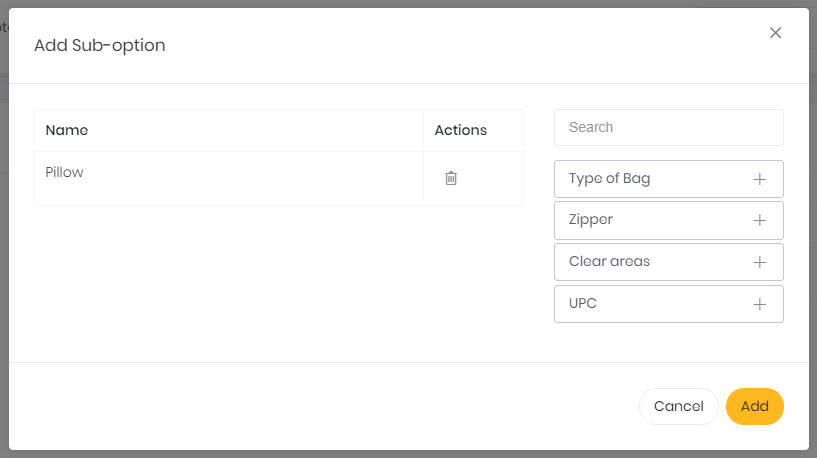 Add Sub-option
Name
Actions
Pillow
Search
Type of Bag
Zipper
Clear areas
UPC
Cancel
Add